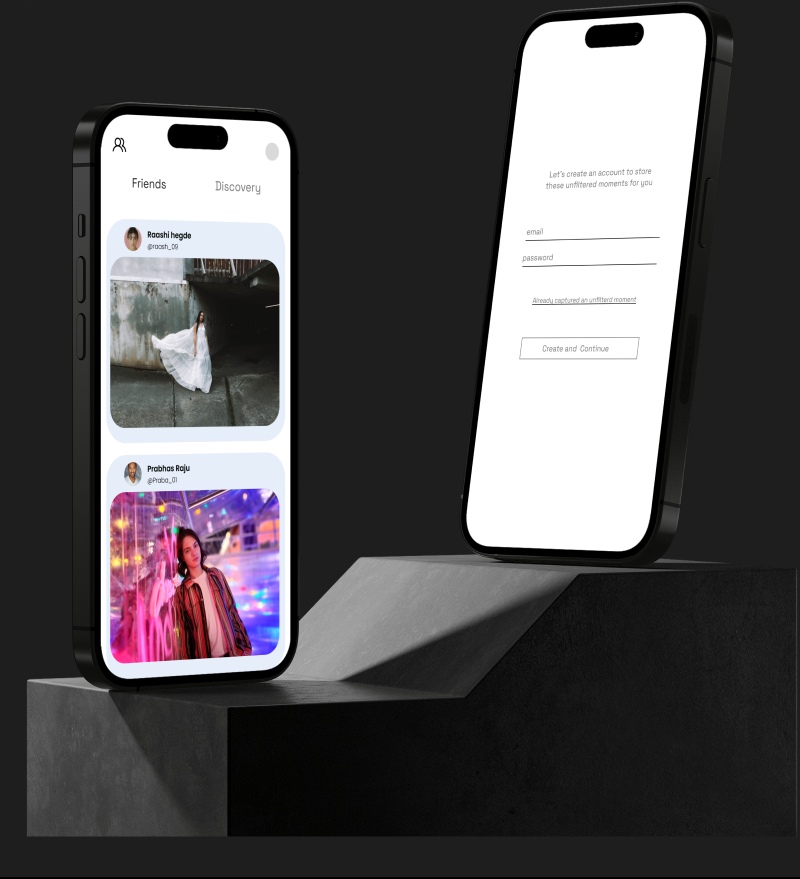 Friends
Discovery
Raashi hegde
@raash_09
Prabhas Raju
@Praba_01
Let's create an account to store
these unfiltered moments for you
email
password
Already captured an unfilterd moment
Create and Continue